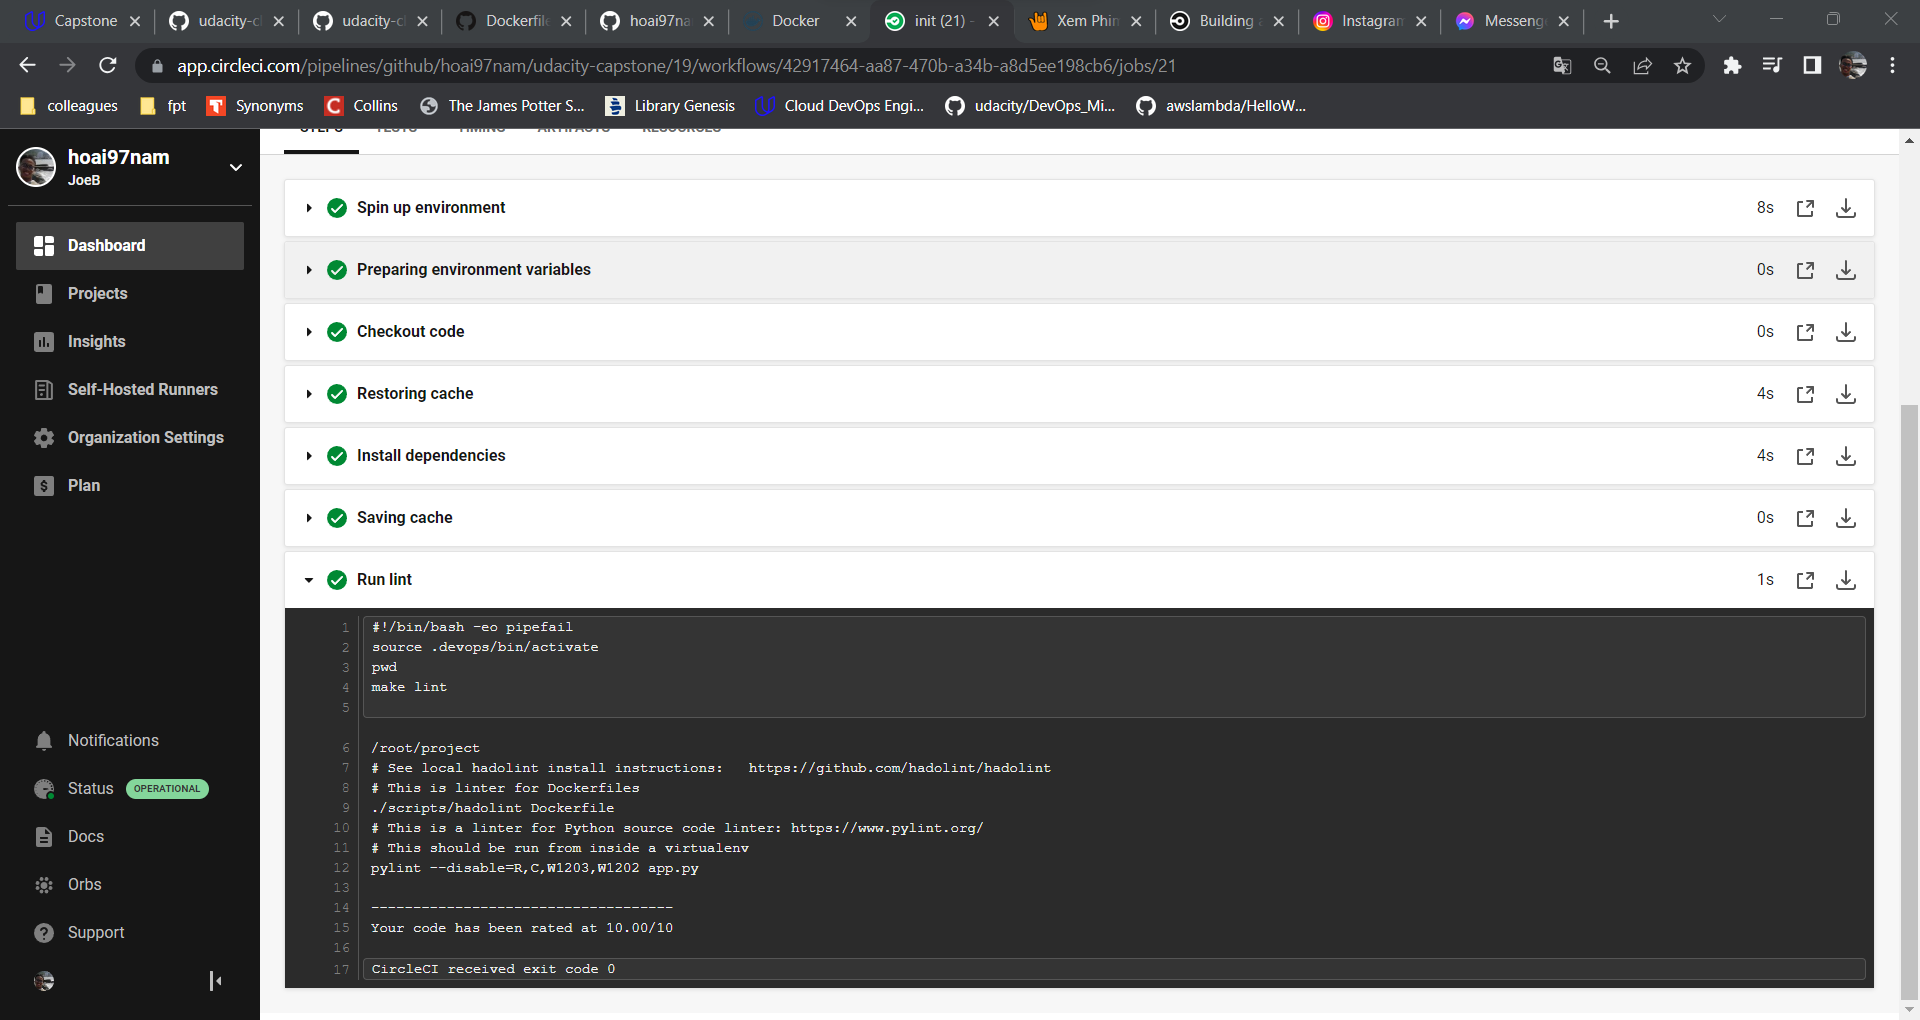 Capstone
udacity-c
udacity-c
Dockerfile
hoai97na
Docker
init (21) -
Xem Phin
Building a
Instagram
Messeng
app.circleci.com/pipelines/github/hoai97nam/udacity-capstone/19/workflows/42917464-aa87-470b-a34b-a8d5ee198cb6/jobs/21
colleagues
fpt
Synonyms
Collins
The James Potter S...
Library Genesis
Cloud DevOps Engi...
udacity/DevOps_Mi...
awslambda/HelloW...
hoai97nam
JoeB
Dashboard
Projects
Insights
Self-Hosted Runners
Organization Settings
Plan
Notifications
Status OPERATIONAL
Docs
Orbs
Support
STEPS TESTS TIMING ARTIFACTS RESOURCES
Spin up environment 8s
Preparing environment variables 0s
Checkout code 0s
Restoring cache 4s
Install dependencies 4s
Saving cache 0s
Run lint 1s
1 #!/bin/bash -eo pipefail
2 source .devops/bin/activate
3 pwd
4 make lint
5
6 /root/project
7 # See local hadolint install instructions:   https://github.com/hadolint/hadolint
8 # This is linter for Dockerfiles
9 ./scripts/hadolint Dockerfile
10 # This is a linter for Python source code linter: https://www.pylint.org/
11 # This should be run from inside a virtualenv
12 pylint --disable=R,C,W1203,W1202 app.py
13
14 ------------------------------------
15 Your code has been rated at 10.00/10
16
17 CircleCI received exit code 0